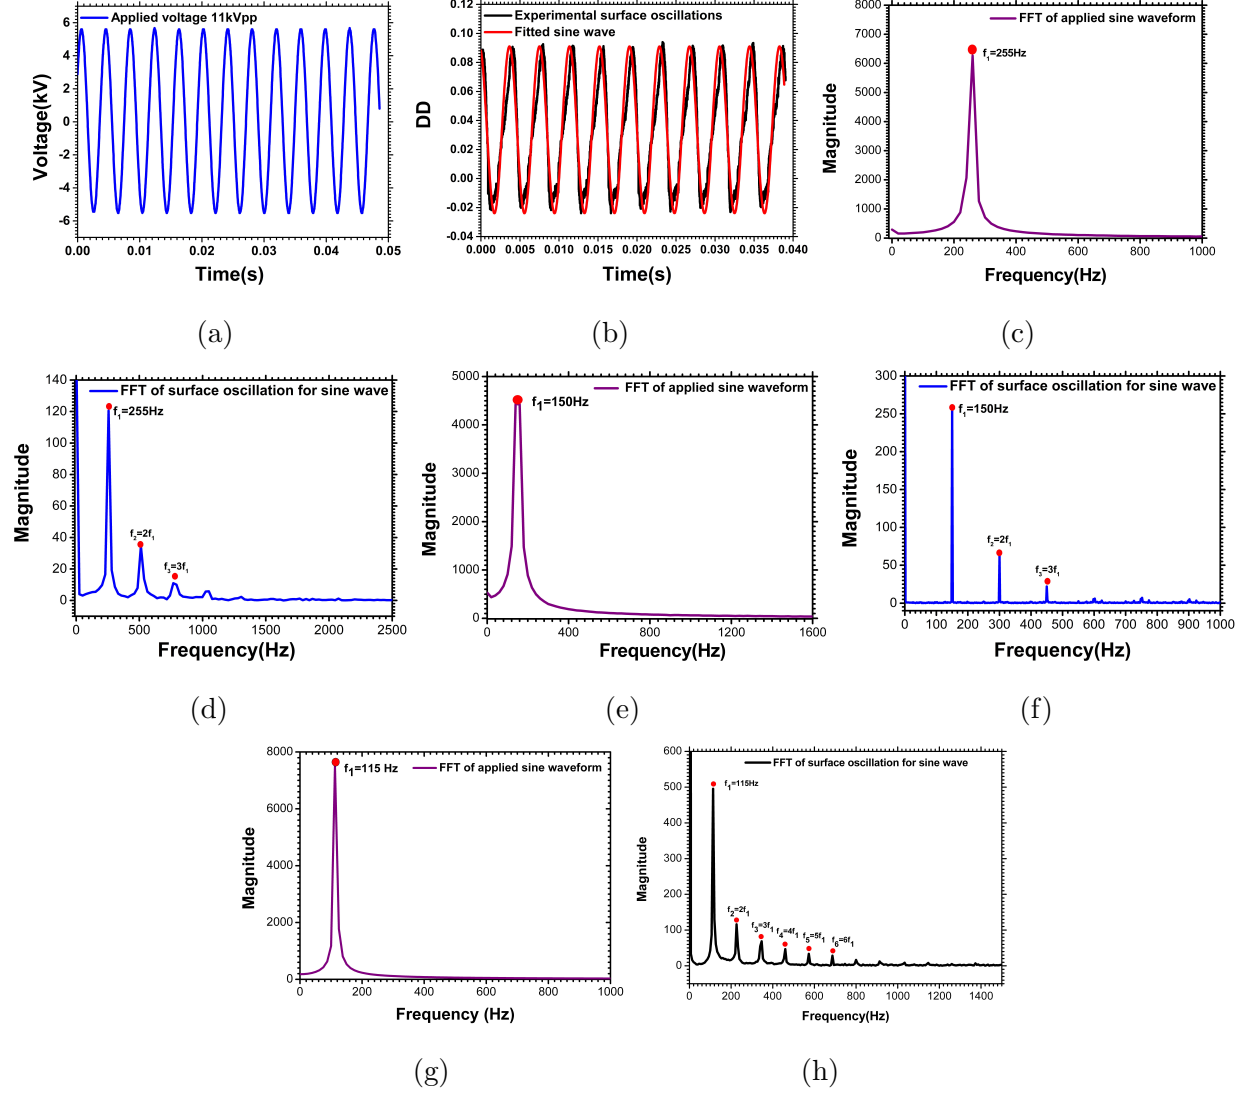 Applied voltage 11kVpp
6
4
2
0
-2
-4
-6
Voltage(kV)
0.00 0.01 0.02 0.03 0.04 0.05
Time(s)
(a)
Experimental surface oscillations
Fitted sine wave
0.12
0.10
0.08
0.06
0.04
0.02
0.00
-0.02
-0.04
DD
0.000 0.005 0.010 0.015 0.020 0.025 0.030 0.035 0.040
Time(s)
(b)
FFT of applied sine waveform
f1=255Hz
8000
7000
6000
5000
4000
3000
2000
1000
0
Magnitude
0 200 400 600 800 1000
Frequency(Hz)
(c)
FFT of surface oscillation for sine wave
f1=255Hz
f2=2f1
f3=3f1
140
120
100
80
60
40
20
0
Magnitude
0 500 1000 1500 2000 2500
Frequency(Hz)
(d)
FFT of applied sine waveform
f1=150Hz
5000
4000
3000
2000
1000
0
Magnitude
0 400 800 1200 1600
Frequency(Hz)
(e)
FFT of surface oscillation for sine wave
f1=150Hz
f2=2f1
f3=3f1
300
250
200
150
100
50
0
Magnitude
0 100 200 300 400 500 600 700 800 900 1000
Frequency(Hz)
(f)
f1=115 Hz
FFT of applied sine waveform
8000
6000
4000
2000
0
Magnitude
0 200 400 600 800 1000
Frequency (Hz)
(g)
FFT of surface oscillation for sine wave
f1=115Hz
f2=2f1
f3=3f1
f4=4f1
f5=5f1
f6=6f1
600
500
400
300
200
100
0
Magnitude
0 200 400 600 800 1000 1200 1400
Frequency(Hz)
(h)